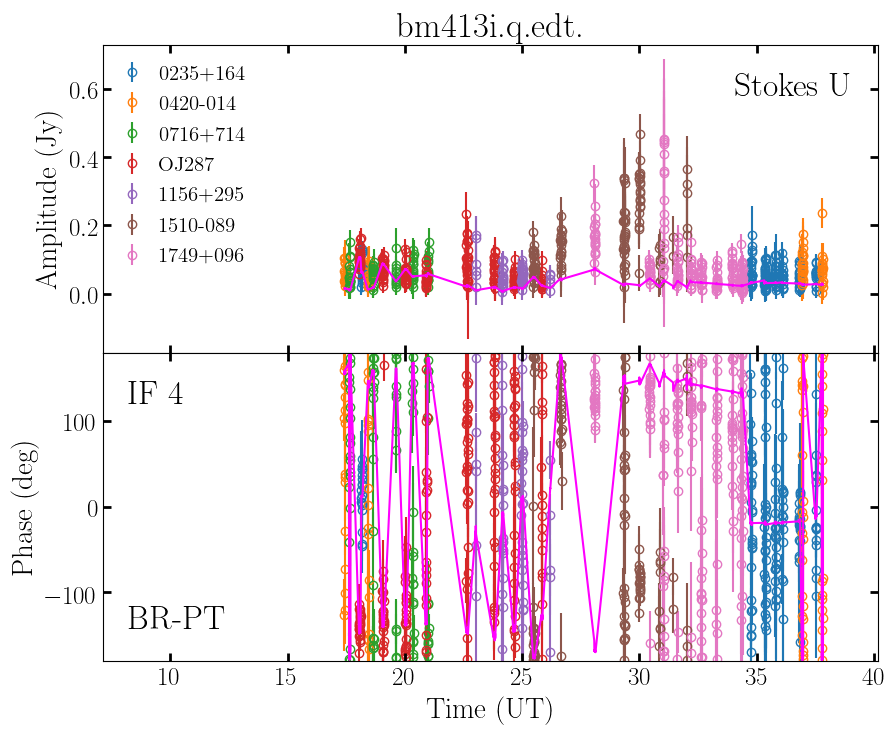 bm413i.q.edt.
Stokes U
0235+164
0420-014
0716+714
OJ287
1156+295
1510-089
1749+096
Amplitude (Jy)
0.6
0.4
0.2
0.0
IF 4
BR-PT
Phase (deg)
100
0
−100
10 15 20 25 30 35 40
Time (UT)